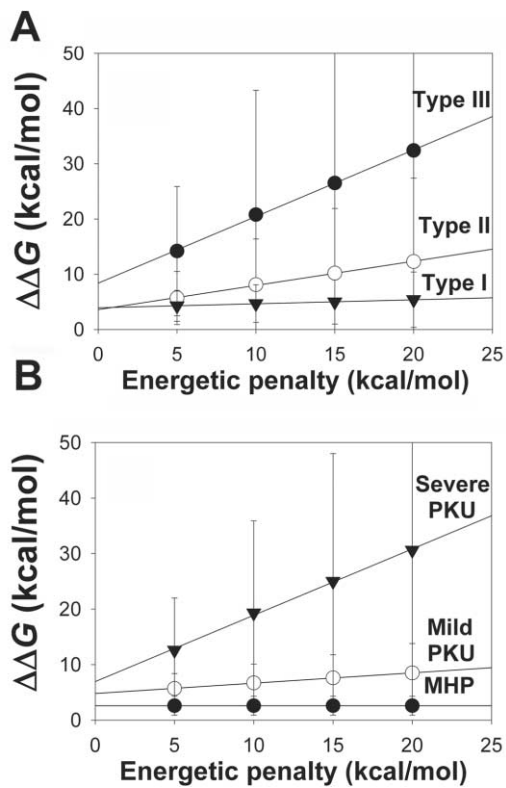 A
50
40
30
20
10
0
ΔΔG (kcal/mol)
Type III
Type II
Type I
0 5 10 15 20 25
Energetic penalty (kcal/mol)
B
50
40
30
20
10
0
ΔΔG (kcal/mol)
Severe
PKU
Mild
PKU
MHP
0 5 10 15 20 25
Energetic penalty (kcal/mol)